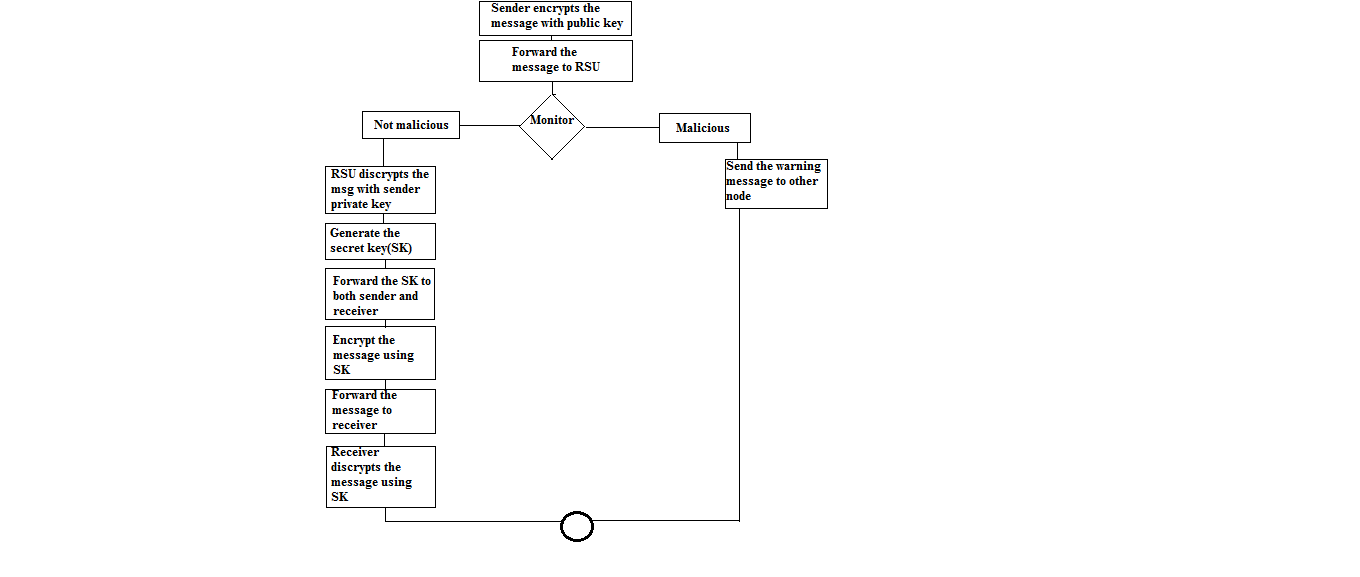 Sender encrypts the
message with public key
Forward the
message to RSU
Monitor
Not malicious
Malicious
RSU discrypts the
msg with sender
private key
Send the warning
message to other
node
Generate the
secret key(SK)
Forward the SK to
both sender and
receiver
Encrypt the
message using
SK
Forward the
message to
receiver
Receiver
discrypts the
message using
SK